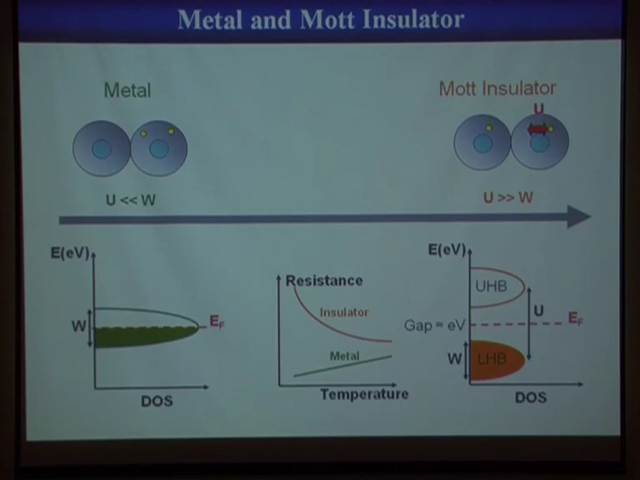 Metal and Mott Insulator
Metal
Mott Insulator
U
U << W
U >> W
E(eV)
W
E_F
DOS
Resistance
Insulator
Metal
Temperature
E(eV)
UHB
U
Gap = eV
E_F
W
LHB
DOS